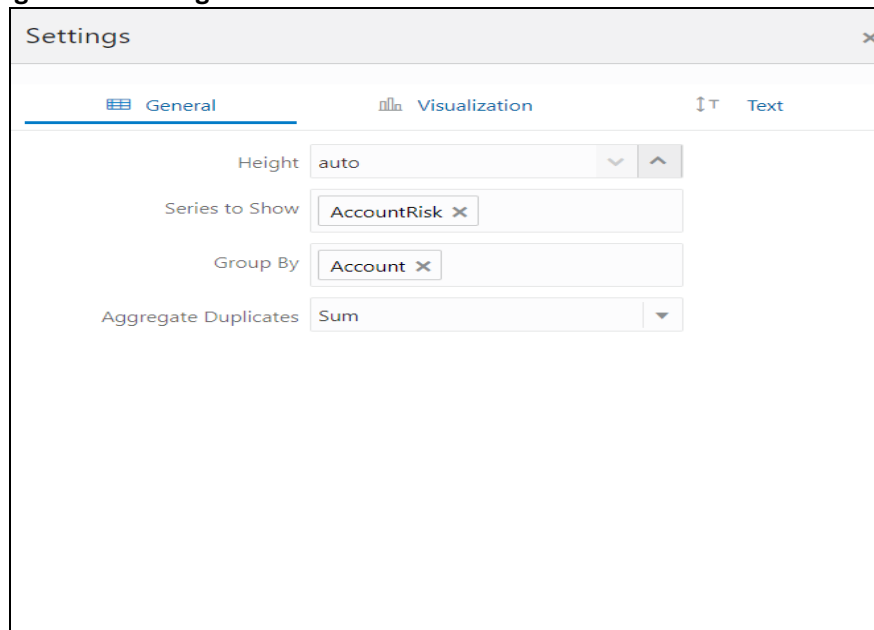 Settings
General Visualization Text
Height auto
Series to Show AccountRisk
Group By Account
Aggregate Duplicates Sum